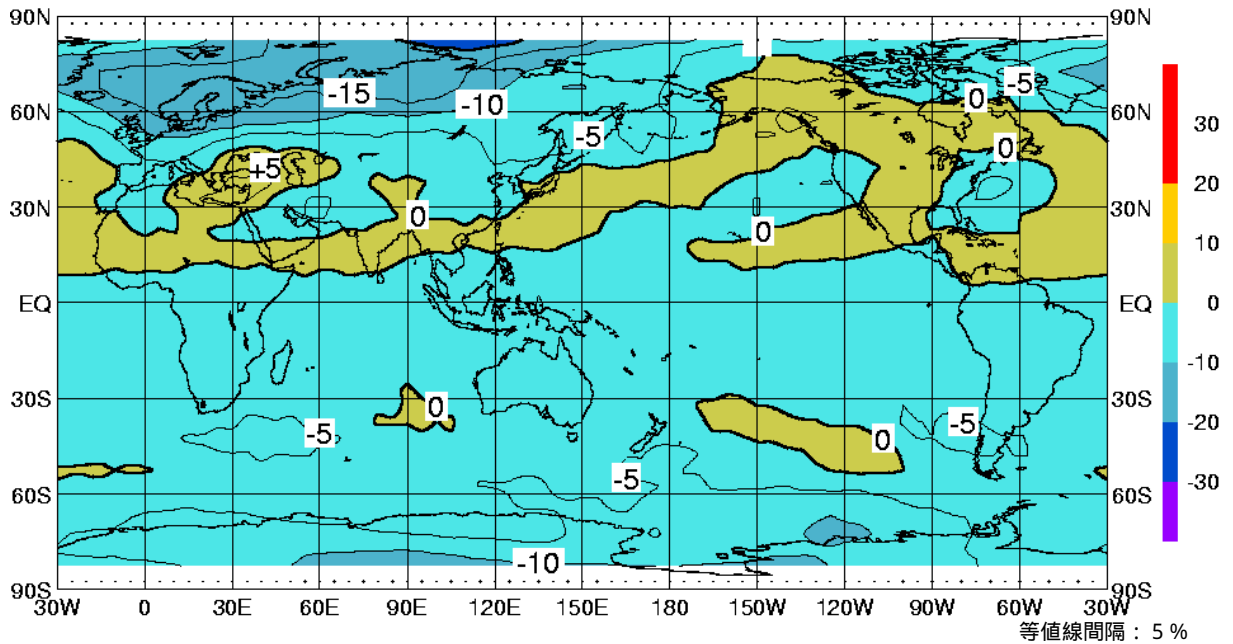 90N 90N
-15 -10 0 -5
60N 60N 30
-5 0
+5 20
30N 0 0 30N
10
EQ EQ 0
-10
30S 0 30S
-5 0 -5 -20
-5
60S 60S -30
-10
90S 90S
30W 0 30E 60E 90E 120E 150E 180 150W 120W 90W 60W 30W
等値線間隔： 5 %